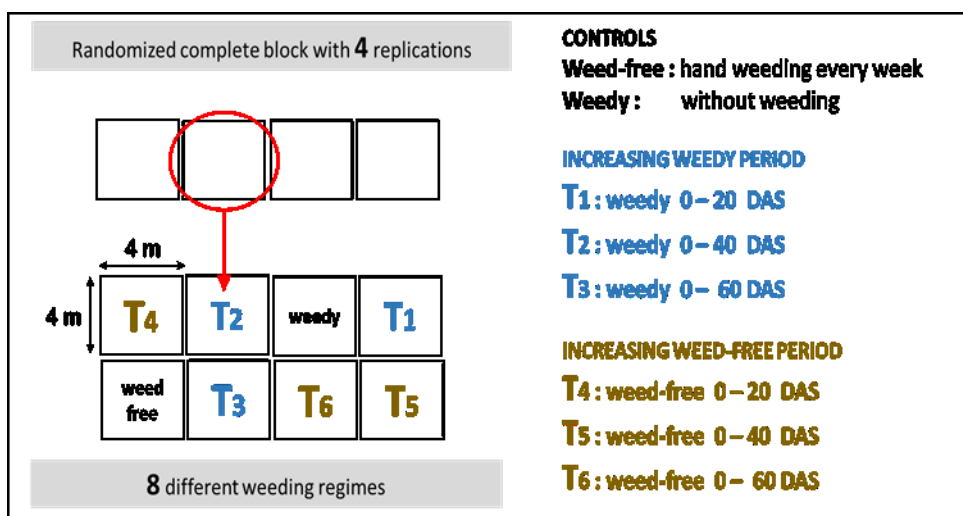 Randomized complete block with 4 replications
4 m
4 m
T4
T2
weedy
T1
weed
free
T3
T6
T5
8 different weeding regimes
CONTROLS
Weed-free : hand weeding every week
Weedy : without weeding
INCREASING WEEDY PERIOD
T1 : weedy 0 – 20 DAS
T2 : weedy 0 – 40 DAS
T3 : weedy 0 – 60 DAS
INCREASING WEED-FREE PERIOD
T4 : weed-free 0 – 20 DAS
T5 : weed-free 0 – 40 DAS
T6 : weed-free 0 – 60 DAS